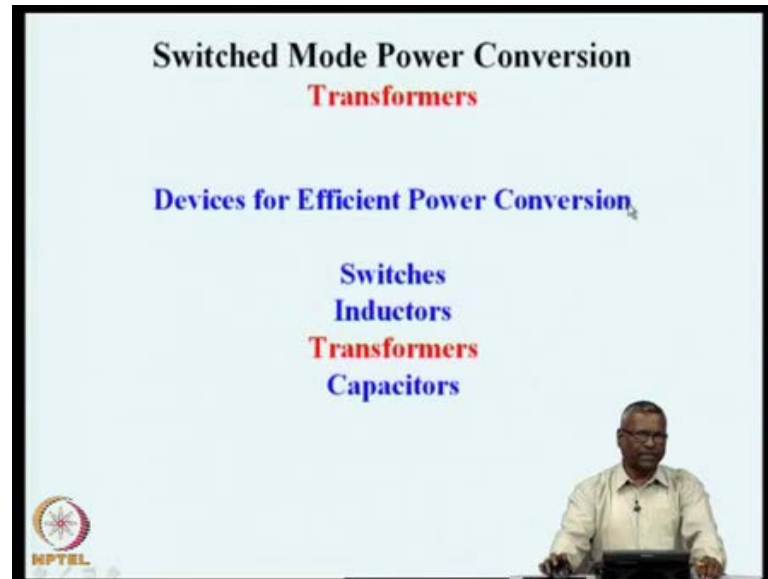 Switched Mode Power Conversion
Transformers
Devices for Efficient Power Conversion
Switches
Inductors
Transformers
Capacitors
NPTEL